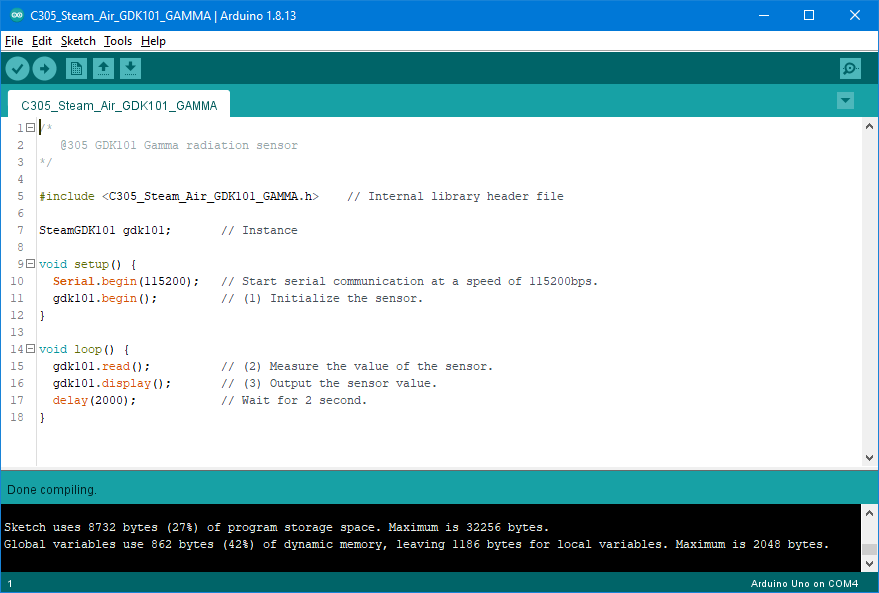 C305_Steam_Air_GDK101_GAMMA | Arduino 1.8.13
File Edit Sketch Tools Help
C305_Steam_Air_GDK101_GAMMA
1 /*
2 @305 GDK101 Gamma radiation sensor
3 */
4
5 #include <C305_Steam_Air_GDK101_GAMMA.h> // Internal library header file
6
7 SteamGDK101 gdk101; // Instance
8
9 void setup() {
10 Serial.begin(115200); // Start serial communication at a speed of 115200bps.
11 gdk101.begin(); // (1) Initialize the sensor.
12 }
13
14 void loop() {
15 gdk101.read(); // (2) Measure the value of the sensor.
16 gdk101.display(); // (3) Output the sensor value.
17 delay(2000); // Wait for 2 second.
18 }
Done compiling.
Sketch uses 8732 bytes (27%) of program storage space. Maximum is 32256 bytes.
Global variables use 862 bytes (42%) of dynamic memory, leaving 1186 bytes for local variables. Maximum is 2048 bytes.
1 Arduino Uno on COM4